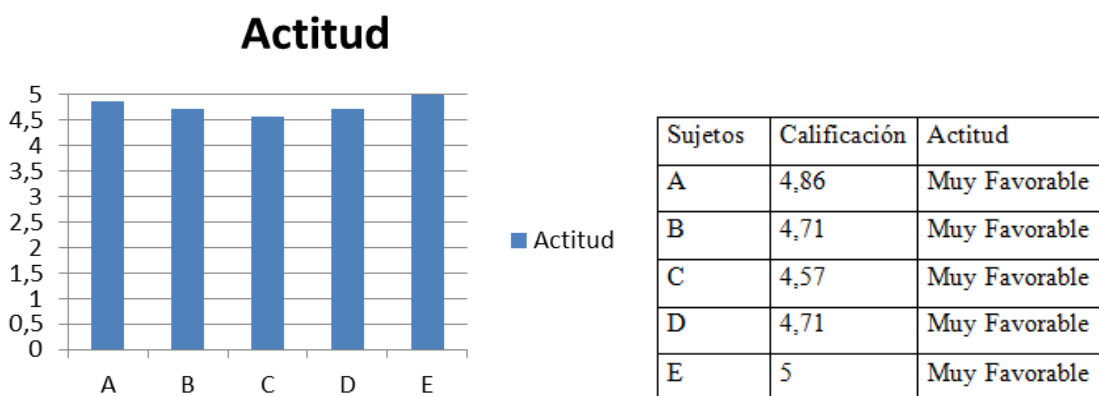 Actitud
5
4,5
4
3,5
3
2,5
2
1,5
1
0,5
0
A B C D E
Actitud
Sujetos Calificación Actitud
A 4,86 Muy Favorable
B 4,71 Muy Favorable
C 4,57 Muy Favorable
D 4,71 Muy Favorable
E 5 Muy Favorable